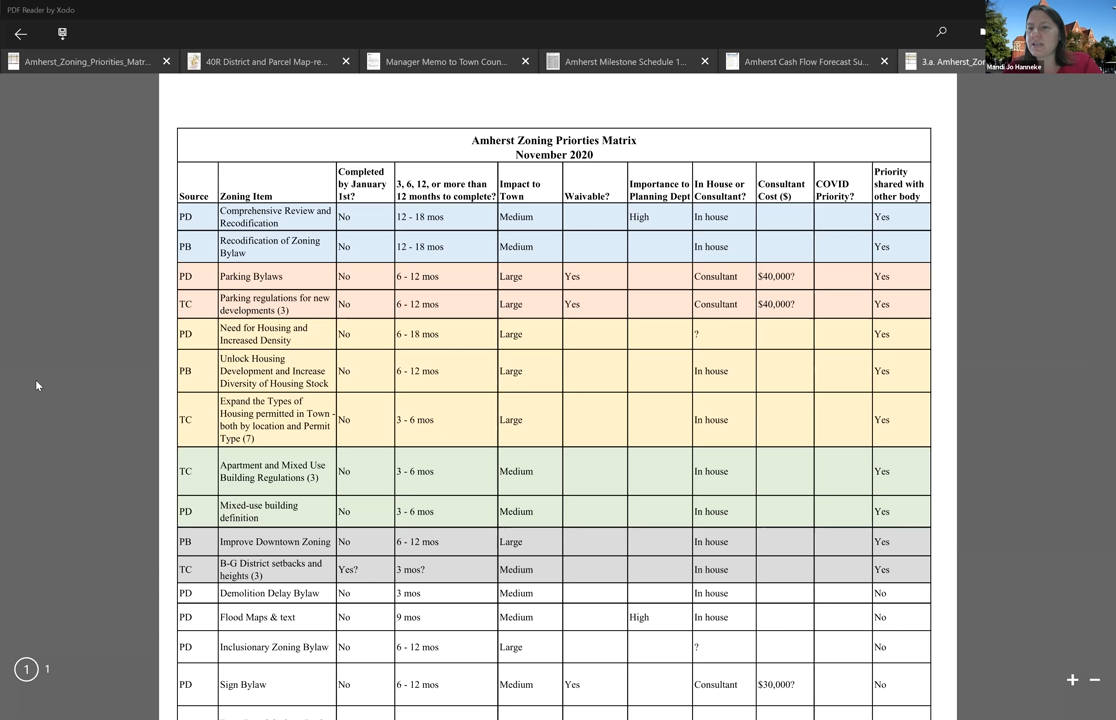 PDF Reader by Xodo
Amherst_Zoning_Priorities_Matr...
40R District and Parcel Map-re...
Manager Memo to Town Coun...
Amherst Milestone Schedule 1...
Amherst Cash Flow Forecast Su...
3.a. Amherst_Zor
Mandi Jo Hanneke
Amherst Zoning Priorties Matrix
November 2020
Source
Zoning Item
Completed
by January
1st?
3, 6, 12, or more than
12 months to complete?
Impact to
Town
Waivable?
Importance to
Planning Dept
In House or
Consultant?
Consultant
Cost ($)
COVID
Priority?
Priority
shared with
other body
PD
Comprehensive Review and
Recodification
No
12 - 18 mos
Medium
High
In house
Yes
PB
Recodification of Zoning
Bylaw
No
12 - 18 mos
Medium
In house
Yes
PD
Parking Bylaws
No
6 - 12 mos
Large
Yes
Consultant
$40,000?
Yes
TC
Parking regulations for new
developments (3)
No
6 - 12 mos
Large
Yes
Consultant
$40,000?
Yes
PD
Need for Housing and
Increased Density
No
6 - 18 mos
Large
?
Yes
PB
Unlock Housing
Development and Increase
Diversity of Housing Stock
No
6 - 12 mos
Large
In house
Yes
TC
Expand the Types of
Housing permitted in Town -
both by location and Permit
Type (7)
No
3 - 6 mos
Large
In house
Yes
TC
Apartment and Mixed Use
Building Regulations (3)
No
3 - 6 mos
Medium
In house
Yes
PD
Mixed-use building
definition
No
3 - 6 mos
Medium
In house
Yes
PB
Improve Downtown Zoning
No
6 - 12 mos
Large
In house
Yes
TC
B-G District setbacks and
heights (3)
Yes?
3 mos?
Medium
In house
Yes
PD
Demolition Delay Bylaw
No
3 mos
Medium
In house
No
PD
Flood Maps & text
No
9 mos
Medium
High
In house
No
PD
Inclusionary Zoning Bylaw
No
6 - 12 mos
Large
?
No
PD
Sign Bylaw
No
6 - 12 mos
Medium
Yes
Consultant
$30,000?
No
1
1